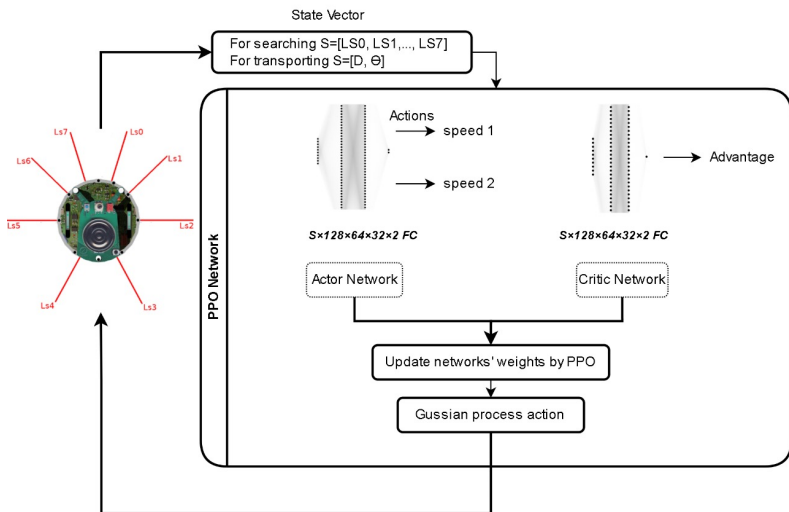 State Vector
For searching S=[LS0, LS1,..., LS7]
For transporting S=[D, Ө]
Ls7
Ls0
Ls6
Ls1
Ls5
Ls2
Ls4
Ls3
PPO Network
Actions
speed 1
speed 2
Advantage
S×128×64×32×2 FC
S×128×64×32×2 FC
Actor Network
Critic Network
Update networks' weights by PPO
Gussian process action